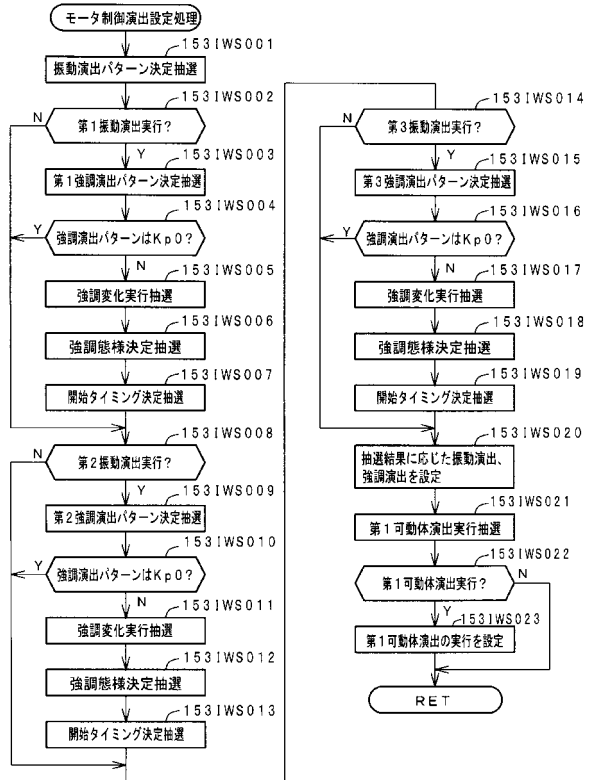 モータ制御演出設定処理
153IWS001
振動演出パターン決定抽選
153IWS002
N
第1振動演出実行?
Y
153IWS003
第1強調演出パターン決定抽選
153IWS004
Y
強調演出パターンはKp0?
N
153IWS005
強調変化実行抽選
153IWS006
強調態様決定抽選
153IWS007
開始タイミング決定抽選
153IWS008
N
第2振動演出実行?
Y
153IWS009
第2強調演出パターン決定抽選
153IWS010
Y
強調演出パターンはKp0?
N
153IWS011
強調変化実行抽選
153IWS012
強調態様決定抽選
153IWS013
開始タイミング決定抽選
153IWS014
N
第3振動演出実行?
Y
153IWS015
第3強調演出パターン決定抽選
153IWS016
Y
強調演出パターンはKp0?
N
153IWS017
強調変化実行抽選
153IWS018
強調態様決定抽選
153IWS019
開始タイミング決定抽選
153IWS020
抽選結果に応じた振動演出、
強調演出を設定
153IWS021
第1可動体演出実行抽選
153IWS022
第1可動体演出実行?
N
Y
153IWS023
第1可動体演出の実行を設定
RET